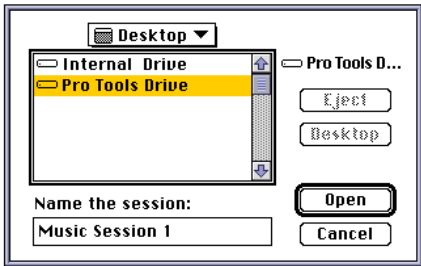 Desktop
Internal Drive
Pro Tools Drive
Pro Tools D...
Eject
Desktop
Name the session:
Music Session 1
Open
Cancel